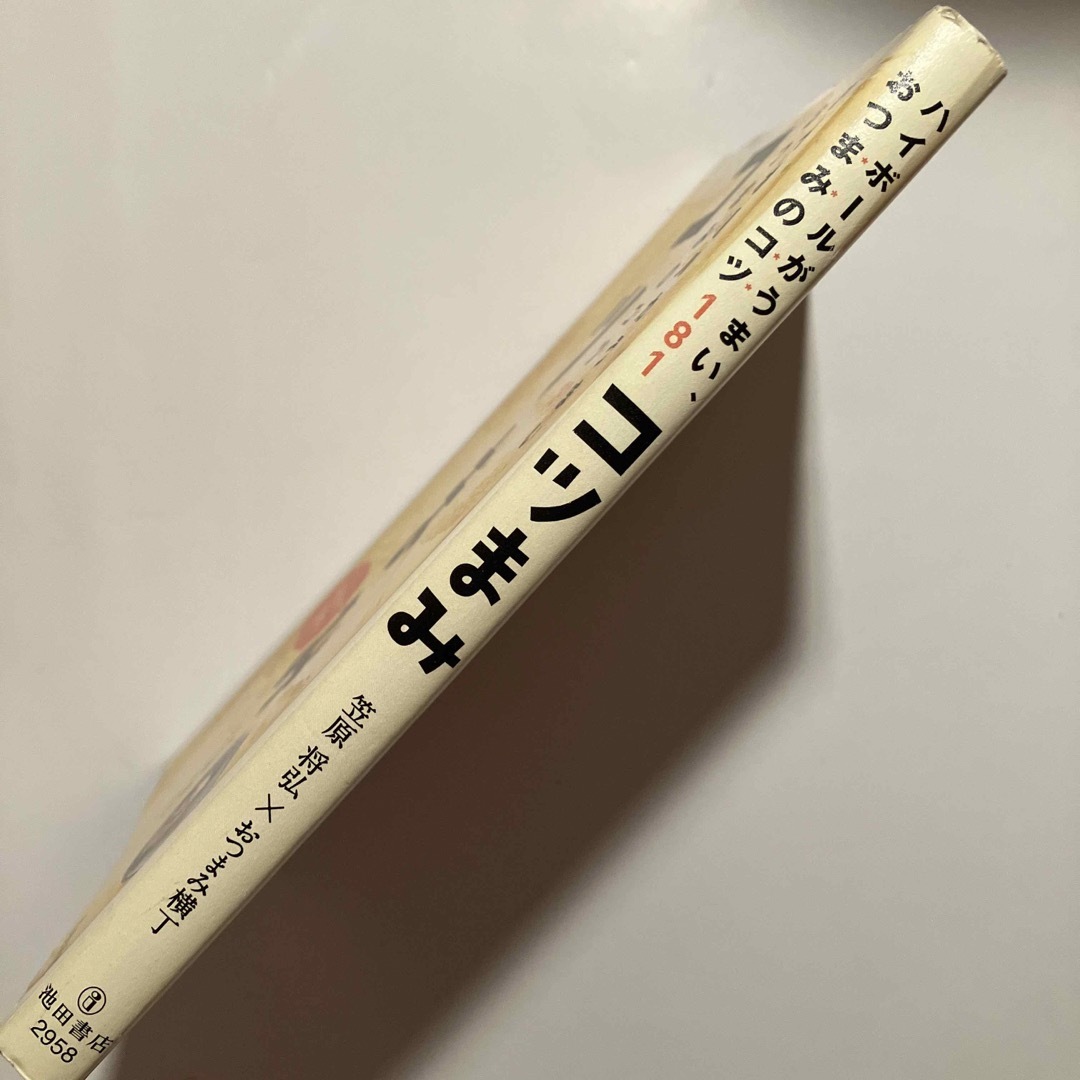 ハイボールがうまい、
おつまみのコツ181
コツまみ
笠原 将弘×おつまみ横丁
i
池田書店
2958